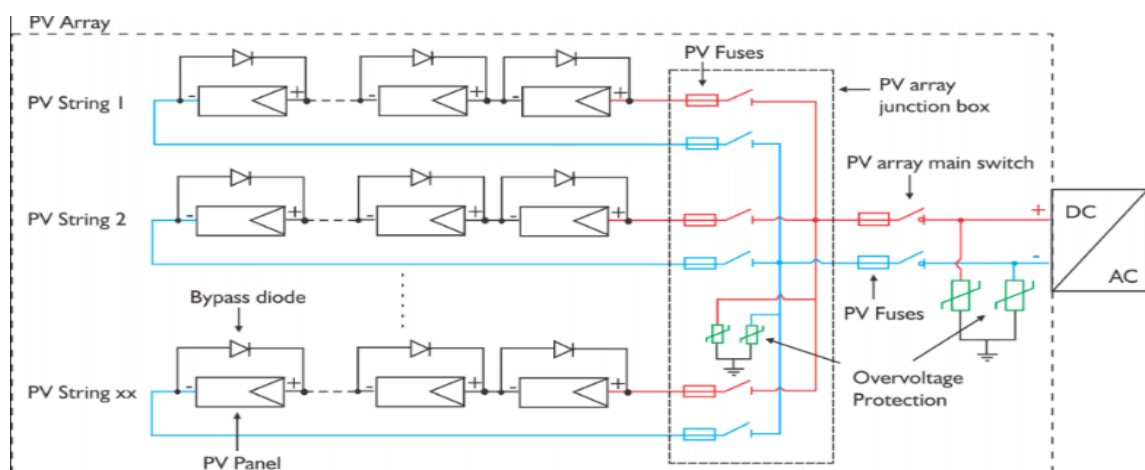 PV Array
PV Fuses
PV array
junction box
PV String 1
- + - + - +
PV array main switch
PV String 2
- + - + - +
+
DC
-
AC
Bypass diode
PV Fuses
Overvoltage
Protection
PV String xx
- + - + - +
PV Panel